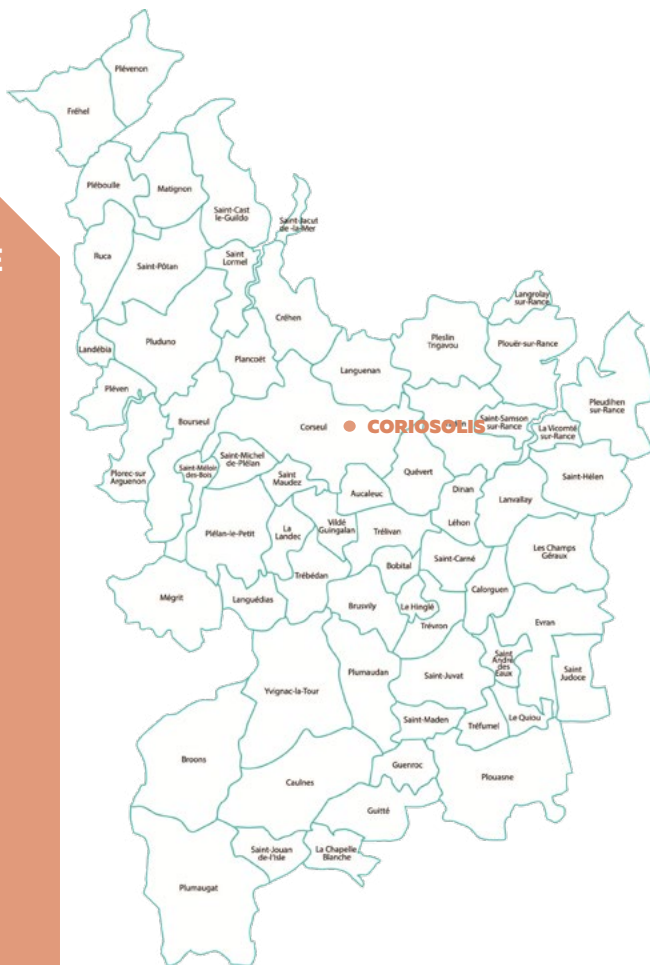 Plévenon
Fréhel
Pléboulle
Matignon
Saint-Cast
le-Guildo
Saint-Jacut
de -la-Mer
Ruca
Saint-Pôtan
Saint
Lormel
E
Langrolay
sur-Rance
Créhen
Landébia
Pluduno
Plancoët
Languenan
Pleslin
Trigavou
Plouër-sur-Rance
Pléven
Bourseul
Corseul
CORIOSOLIS
Saint-Samson
sur-Rance
La Vicomté
sur-Rance
Pleudihen
sur-Rance
Plorec-sur
Arguenon
Saint-Méloir
des-Bois
Saint-Michel
de-Plélan
Saint
Maudez
Aucaleuc
Quévert
Dinan
Léhon
Lanvallay
Saint-Hélen
Plélan-le-Petit
La
Landec
Vildé
Guingalan
Trélivan
Bobital
Saint-Carné
Les Champs
Géraux
Mégrit
Languédias
Trébédan
Brusvily
Le Hinglé
Trévron
Calorguen
Evran
Yvignac-la-Tour
Plumaudan
Saint-Juvat
Saint
André
des
Eaux
Saint
Judoce
Saint-Maden
Tréfumel
Le Quiou
Broons
Caulnes
Guenroc
Plouasne
Guitté
Saint-Jouan
de-l'Isle
La Chapelle
Blanche
Plumaugat